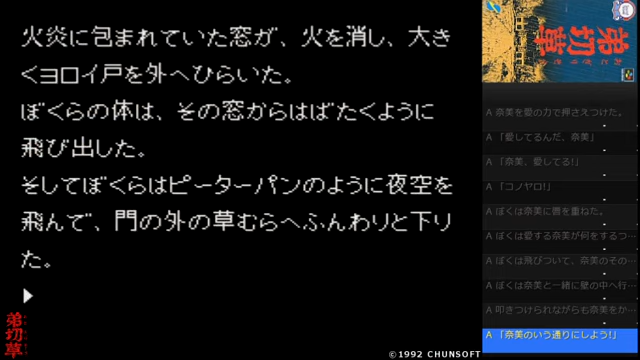 火炎に包まれていた窓が、火を消し、大き
くヨロイ戸を外へひらいた。
ぼくらの体は、その窓からはばたくように
飛び出した。
そしてぼくらはピーターパンのように夜空を
飛んで、門の外の草むらへふんわりと下り
た。
弟切草
©1992 CHUNSOFT
弟切草
A 奈美を愛の力で押さえつけた。
A 「愛してるんだ、奈美」
A 「奈美、愛してる!」
A 「コノヤロ!」
A ぼくは奈美に唇を重ねた。
A ぼくは愛する奈美が何をするつ…
A ぼくは飛びついて、奈美のその…
A ぼくは奈美と一緒に壁の中へ行…
A 叩きつけられながらも奈美をか…
A 「奈美のいう通りにしよう!」